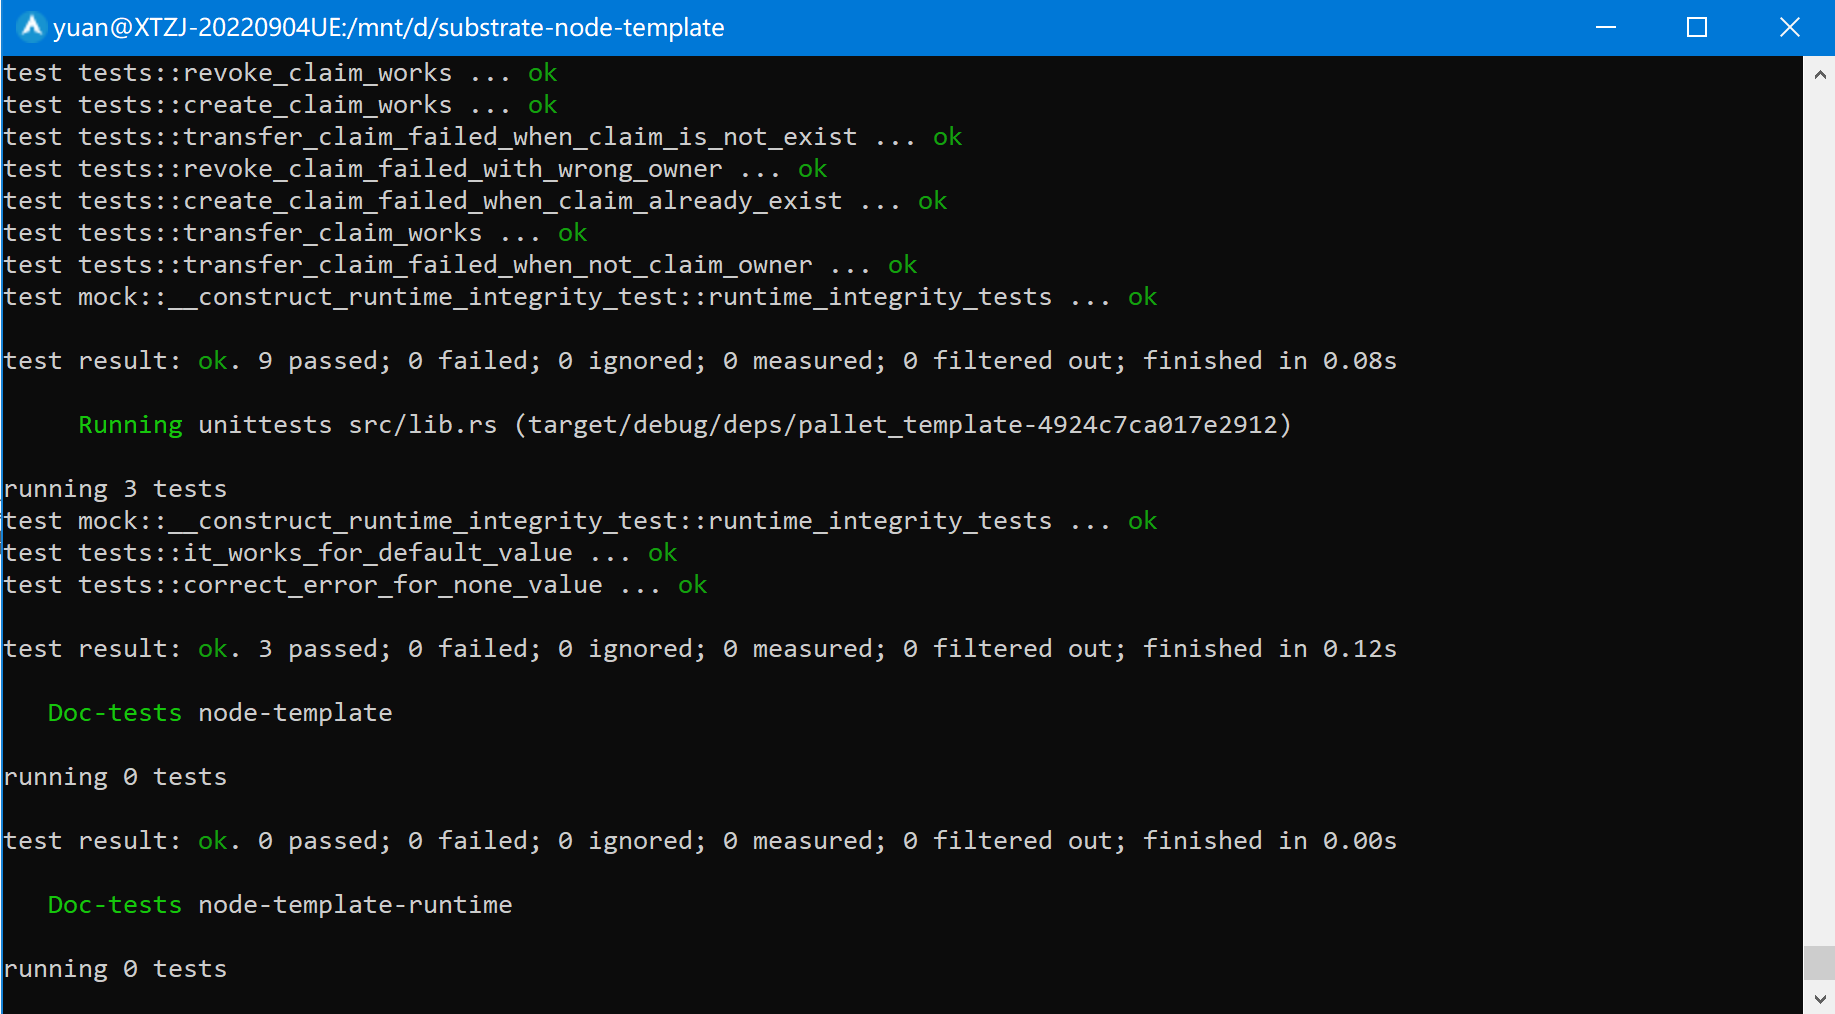 yuan@XTZJ-20220904UE:/mnt/d/substrate-node-template
test tests::revoke_claim_works ... ok
test tests::create_claim_works ... ok
test tests::transfer_claim_failed_when_claim_is_not_exist ... ok
test tests::revoke_claim_failed_with_wrong_owner ... ok
test tests::create_claim_failed_when_claim_already_exist ... ok
test tests::transfer_claim_works ... ok
test tests::transfer_claim_failed_when_not_claim_owner ... ok
test mock::__construct_runtime_integrity_test::runtime_integrity_tests ... ok
test result: ok. 9 passed; 0 failed; 0 ignored; 0 measured; 0 filtered out; finished in 0.08s
Running unittests src/lib.rs (target/debug/deps/pallet_template-4924c7ca017e2912)
running 3 tests
test mock::__construct_runtime_integrity_test::runtime_integrity_tests ... ok
test tests::it_works_for_default_value ... ok
test tests::correct_error_for_none_value ... ok
test result: ok. 3 passed; 0 failed; 0 ignored; 0 measured; 0 filtered out; finished in 0.12s
Doc-tests node-template
running 0 tests
test result: ok. 0 passed; 0 failed; 0 ignored; 0 measured; 0 filtered out; finished in 0.00s
Doc-tests node-template-runtime
running 0 tests